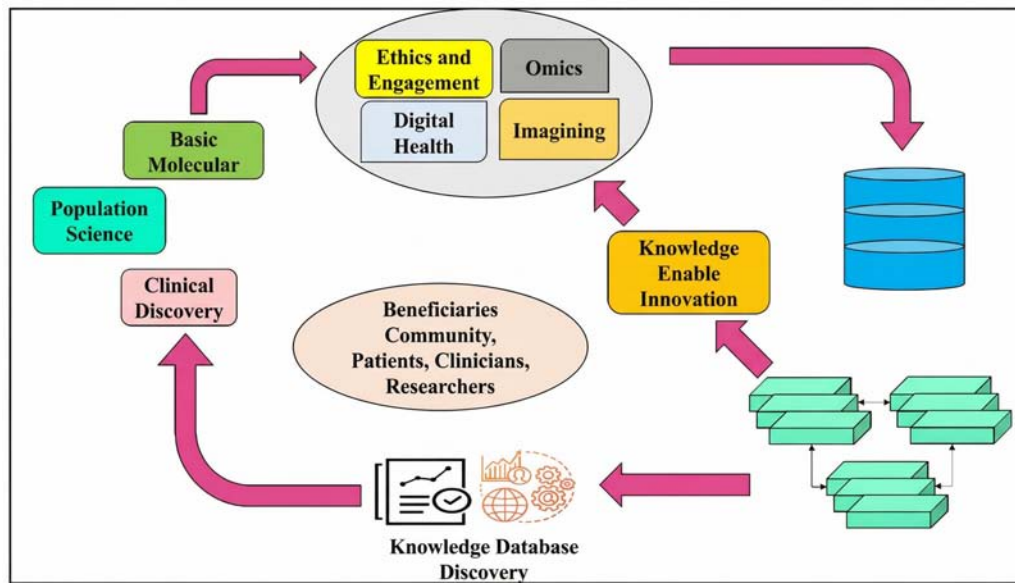 Ethics and
Engagement
Omics
Digital
Health
Imagining
Basic
Molecular
Population
Science
Clinical
Discovery
Knowledge
Enable
Innovation
Beneficiaries
Community,
Patients, Clinicians,
Researchers
Knowledge Database
Discovery